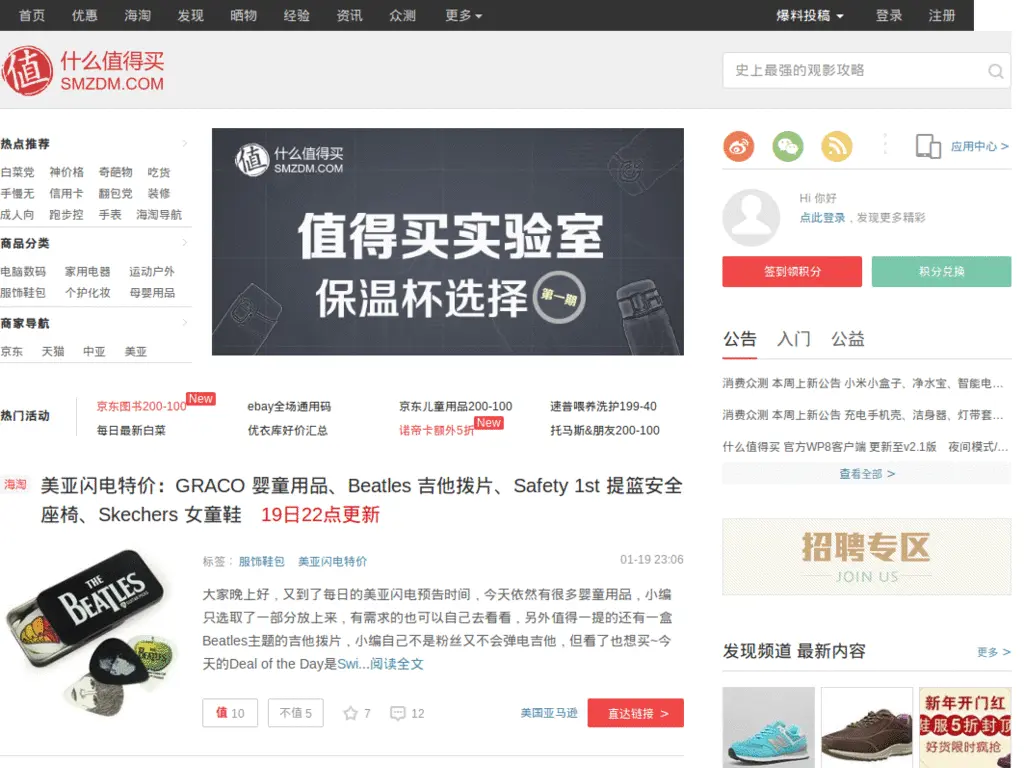 首页 优惠 海淘 发现 晒物 经验 资讯 众测 更多 爆料投稿 登录 注册
值 什么值得买
SMZDM.COM
史上最强的观影攻略
热点推荐
白菜党 神价格 奇葩物 吃货
手慢无 信用卡 翻包党 装修
成人向 跑步控 手表 海淘导航
商品分类
电脑数码 家用电器 运动户外
服饰鞋包 个护化妆 母婴用品
商家导航
京东 天猫 中亚 美亚
值 什么值得买
SMZDM.COM
值得买实验室
保温杯选择 第一期
应用中心 >
Hi 你好
点此登录，发现更多精彩
签到领积分 积分兑换
公告 入门 公益
消费众测 本周上新公告 小米小盒子、净水宝、智能电...
消费众测 本周上新公告 充电手机壳、洁身器、灯带套...
什么值得买 官方WP8客户端 更新至v2.1版 夜间模式/...
查看全部 >
热门活动
京东图书200-100 New ebay全场通用码 京东儿童用品200-100 速普喂养洗护199-40
每日最新白菜 优衣库好价汇总 诺帝卡额外5折 New 托马斯&朋友200-100
海淘 美亚闪电特价：GRACO 婴童用品、Beatles 吉他拨片、Safety 1st 提篮安全
座椅、Skechers 女童鞋 19日22点更新
THE
BEATLES
标签： 服饰鞋包 美亚闪电特价 01-19 23:06
大家晚上好，又到了每日的美亚闪电预告时间，今天依然有很多婴童用品，小编
只选取了一部分放上来，有需求的也可以自己去看看，另外值得一提的还有一盒
Beatles主题的吉他拨片，小编自己不是粉丝又不会弹电吉他，但看了也想买~今
天的Deal of the Day是Swi...阅读全文
值 10 不值 5 7 12 美国亚马逊 直达链接 >
招聘专区
JOIN US
发现频道 最新内容 更多 >
新年开门红
鞋服5折封顶
好货限时疯抢